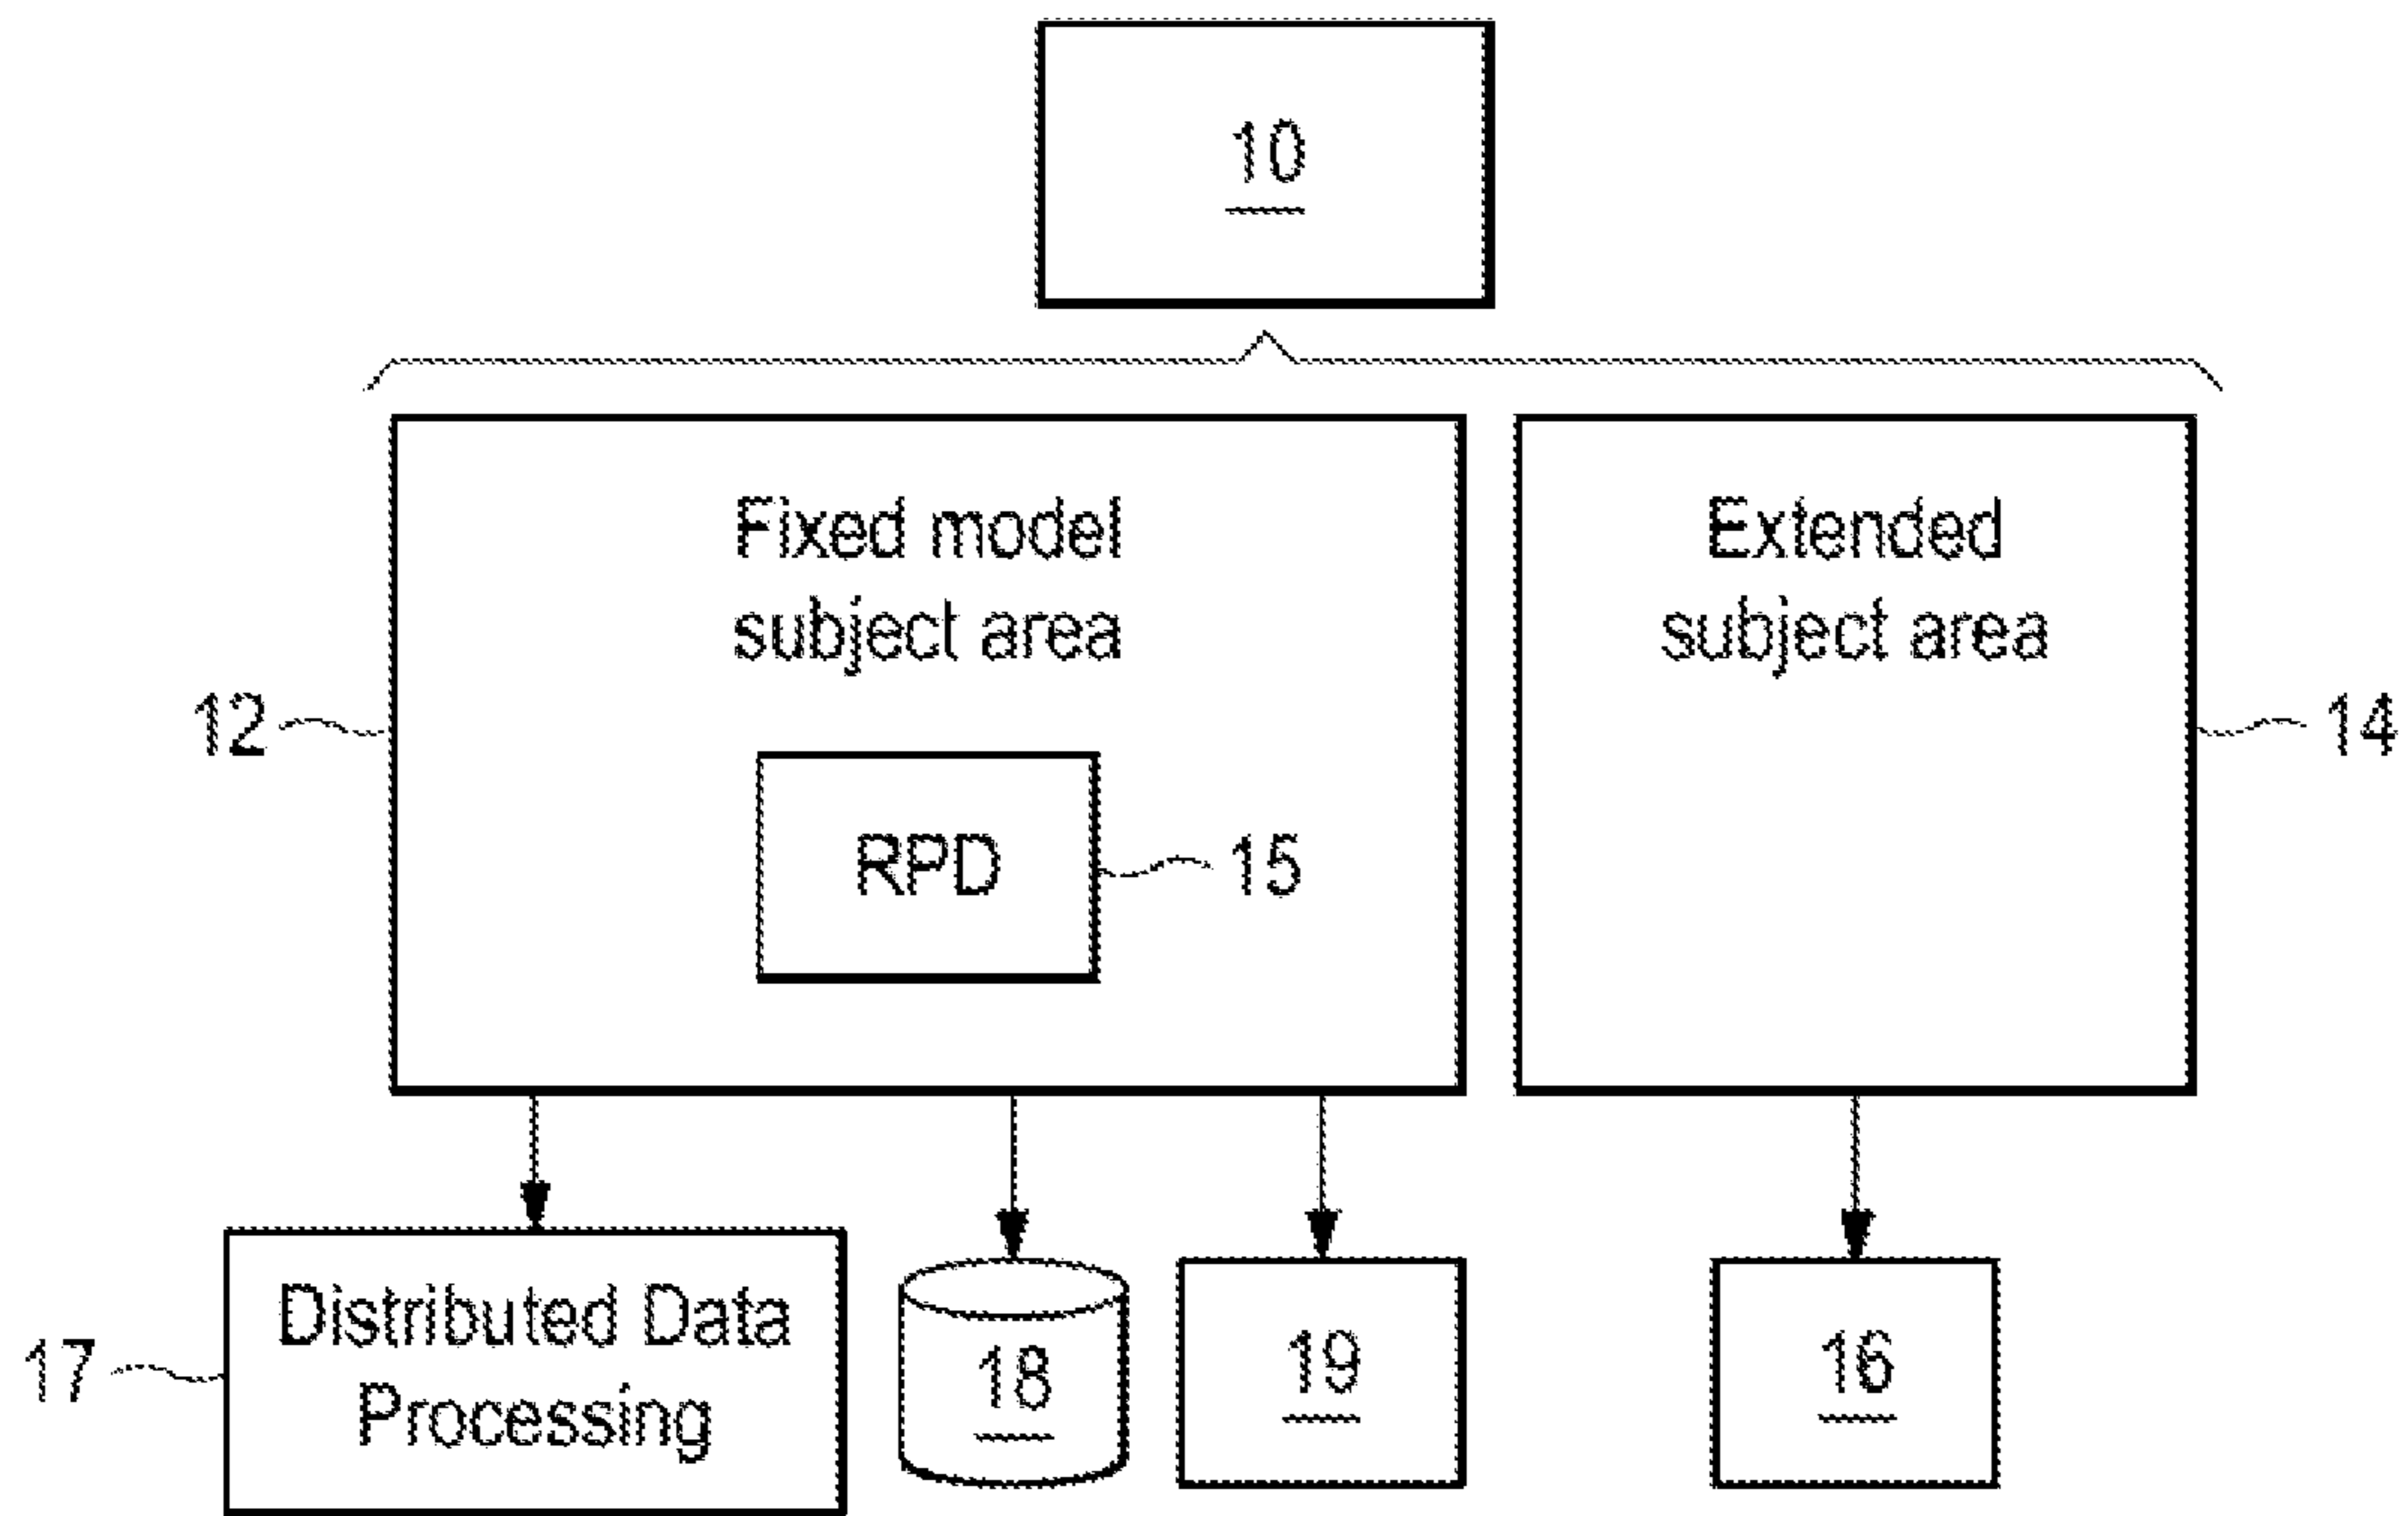 10
Fixed model
subject area
Extended
subject area
12
14
RPD
15
Distributed Data
Processing
17
18
19
16